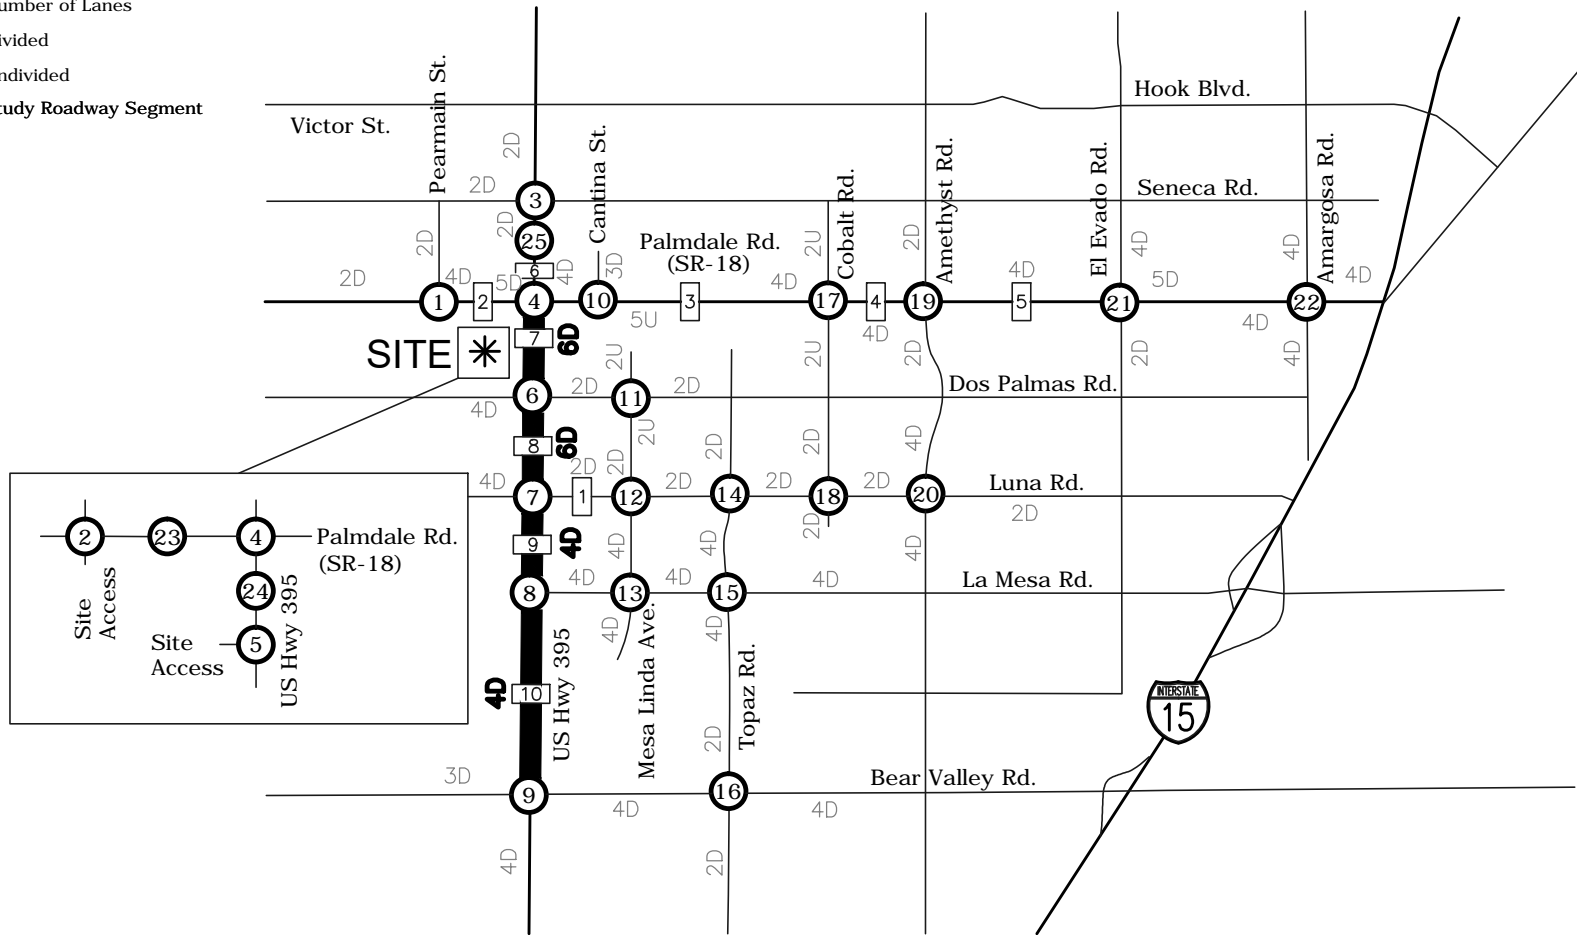 umber of Lanes
ivided
ndivided
tudy Roadway Segment
Hook Blvd.
Victor St.
Pearmain St.
2D
Cantina St.
2D
3
Seneca Rd.
2D
25
2D
Palmdale Rd.
(SR-18)
2U
Cobalt Rd.
2D
Amethyst Rd.
El Evado Rd.
4D
4D
Amargosa Rd.
2D
4D
5D
6
4D
3D
4D
4D
5D
4D
1
2
4
10
3
17
4
19
5
21
22
5U
4D
4D
SITE
7
6D
2U
2U
2D
2D
4D
6
2D
11
2D
Dos Palmas Rd.
4D
8
6D
2U
2D
2D
4D
4D
7
2D
1
2D
12
2D
14
2D
18
2D
20
Luna Rd.
2D
2D
9
4D
4D
4D
4D
8
4D
13
4D
15
4D
La Mesa Rd.
4D
4D
4D
10
US Hwy 395
Mesa Linda Ave.
Topaz Rd.
2D
INTERSTATE
15
3D
9
4D
16
4D
Bear Valley Rd.
4D
2D
2
23
4
Palmdale Rd.
(SR-18)
24
5
Site
Access
Site
Access
US Hwy 395